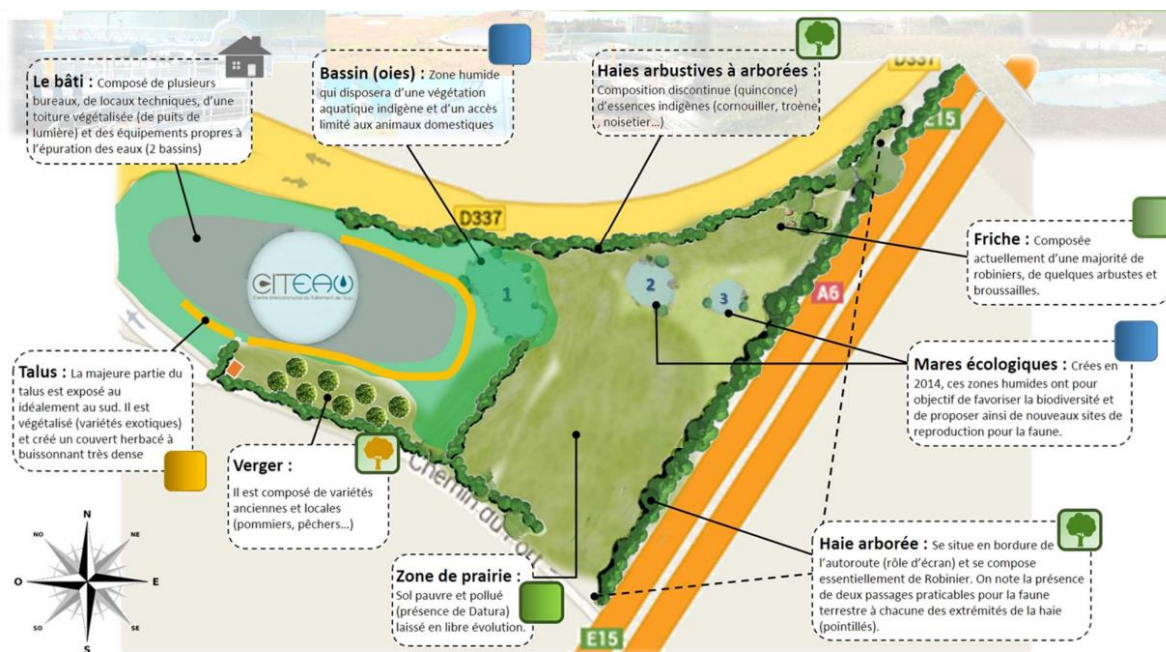 Le bâti : Composé de plusieurs
bureaux, de locaux techniques, d'une
toiture végétalisée (de puits de
lumière) et des équipements propres à
l'épuration des eaux (2 bassins)
Bassin (oies) : Zone humide
qui disposera d'une végétation
aquatique indigène et d'un accès
limité aux animaux domestiques
Haies arbustives à arborées :
Composition discontinue (quinconce)
d'essences indigènes (cornouiller, troène
, noisetier...)
D337
E15
D337
Friche : Composée
actuellement d'une majorité de
robiniers, de quelques arbustes et
broussailles.
CITEAU
Centre Intercommunal de Traitement de l'eau
1
2
3
A6
Mares écologiques : Crées en
2014, ces zones humides ont pour
objectif de favoriser la biodiversité et
de proposer ainsi de nouveaux sites de
reproduction pour la faune.
Talus : La majeure partie du
talus est exposé au
idéalement au sud. Il est
végétalisé (variétés exotiques)
et créé un couvert herbacé à
buissonnant très dense
Verger :
Il est composé de variétés
anciennes et locales
(pommiers, pêchers...)
Chemin du
Zone de prairie :
Sol pauvre et pollué
(présence de Datura)
laissé en libre évolution.
Haie arborée : Se situe en bordure de
l'autoroute (rôle d'écran) et se compose
essentiellement de Robinier. On note la présence
de deux passages praticables pour la faune
terrestre à chacune des extrémités de la haie
(pointillés).
E15
N
NO
NE
O
E
SO
SE
S